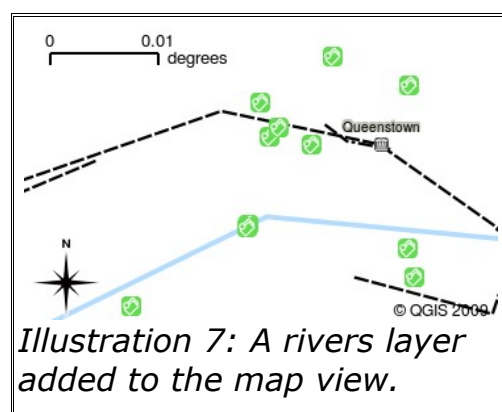 0 0.01
degrees
Queenstown
N
© QGIS 2009
Illustration 7: A rivers layer
added to the map view.